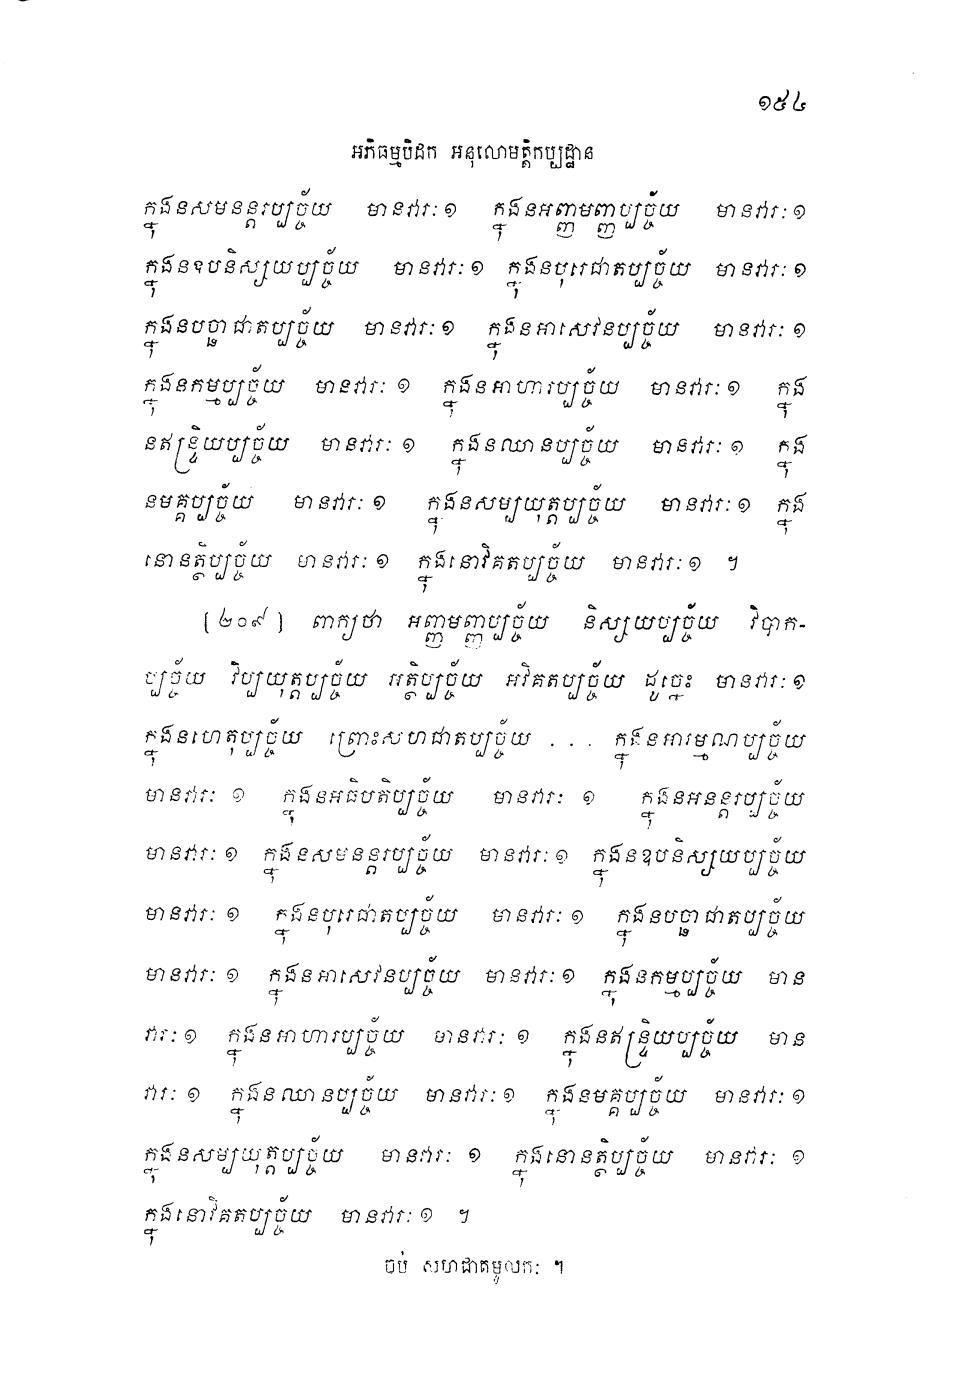 ១៥៤
អភិធម្មបិដក អនុលោមត្តិកប្បដ្ឋាន
ក្នុងនសមនន្តរប្បច្ច័យ មានវារៈ ១ ក្នុងនអញ្ញមញ្ញប្បច្ច័យ មានវារៈ ១
ក្នុងនឧបនិស្សយប្បច្ច័យ មានវារៈ ១ ក្នុងនបុរេជាតប្បច្ច័យ មានវារៈ ១
ក្នុងនបច្ឆាជាតប្បច្ច័យ មានវារៈ ១ ក្នុងនអាសេវនប្បច្ច័យ មានវារៈ ១
ក្នុងនកម្មប្បច្ច័យ មានវារៈ ១ ក្នុងនអាហារប្បច្ច័យ មានវារៈ ១ ក្នុង
នឥន្ទ្រិយប្បច្ច័យ មានវារៈ ១ ក្នុងនឈានប្បច្ច័យ មានវារៈ ១ ក្នុង
នមគ្គប្បច្ច័យ មានវារៈ ១ ក្នុងនសម្បយុត្តប្បច្ច័យ មានវារៈ ១ ក្នុង
នោនត្ថិប្បច្ច័យ មានវារៈ ១ ក្នុងនោវិគតប្បច្ច័យ មានវារៈ ១ ។
[២០៩] ពាក្យថា អញ្ញមញ្ញប្បច្ច័យ និស្សយប្បច្ច័យ វិបាក-
ប្បច្ច័យ វិប្បយុត្តប្បច្ច័យ អត្ថិប្បច្ច័យ អវិគតប្បច្ច័យ ដូច្នេះ មានវារៈ ១
ក្នុងនហេតុប្បច្ច័យ ព្រោះសហជាតប្បច្ច័យ ... ក្នុងនអារម្មណប្បច្ច័យ
មានវារៈ ១ ក្នុងនអធិបតិប្បច្ច័យ មានវារៈ ១ ក្នុងនអនន្តរប្បច្ច័យ
មានវារៈ ១ ក្នុងនសមនន្តរប្បច្ច័យ មានវារៈ ១ ក្នុងនឧបនិស្សយប្បច្ច័យ
មានវារៈ ១ ក្នុងនបុរេជាតប្បច្ច័យ មានវារៈ ១ ក្នុងនបច្ឆាជាតប្បច្ច័យ
មានវារៈ ១ ក្នុងនអាសេវនប្បច្ច័យ មានវារៈ ១ ក្នុងនកម្មប្បច្ច័យ មាន
វារៈ ១ ក្នុងនអាហារប្បច្ច័យ មានវារៈ ១ ក្នុងនឥន្ទ្រិយប្បច្ច័យ មាន
វារៈ ១ ក្នុងនឈានប្បច្ច័យ មានវារៈ ១ ក្នុងនមគ្គប្បច្ច័យ មានវារៈ ១
ក្នុងនសម្បយុត្តប្បច្ច័យ មានវារៈ ១ ក្នុងនោនត្ថិប្បច្ច័យ មានវារៈ ១
ក្នុងនោវិគតប្បច្ច័យ មានវារៈ ១ ។
ចប់ សហជាតមូលកៈ ។